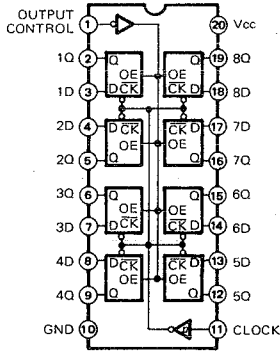 OUTPUT
CONTROL 1 20 Vcc
1Q 2 Q Q 19 8Q
OE OE
1D 3 D CK CK D 18 8D
2D 4 D CK CK D 17 7D
OE OE
2Q 5 Q Q 16 7Q
3Q 6 Q Q 15 6Q
OE OE
3D 7 D CK CK D 14 6D
4D 8 D CK CK D 13 5D
OE OE
4Q 9 Q Q 12 5Q
GND 10 11 CLOCK